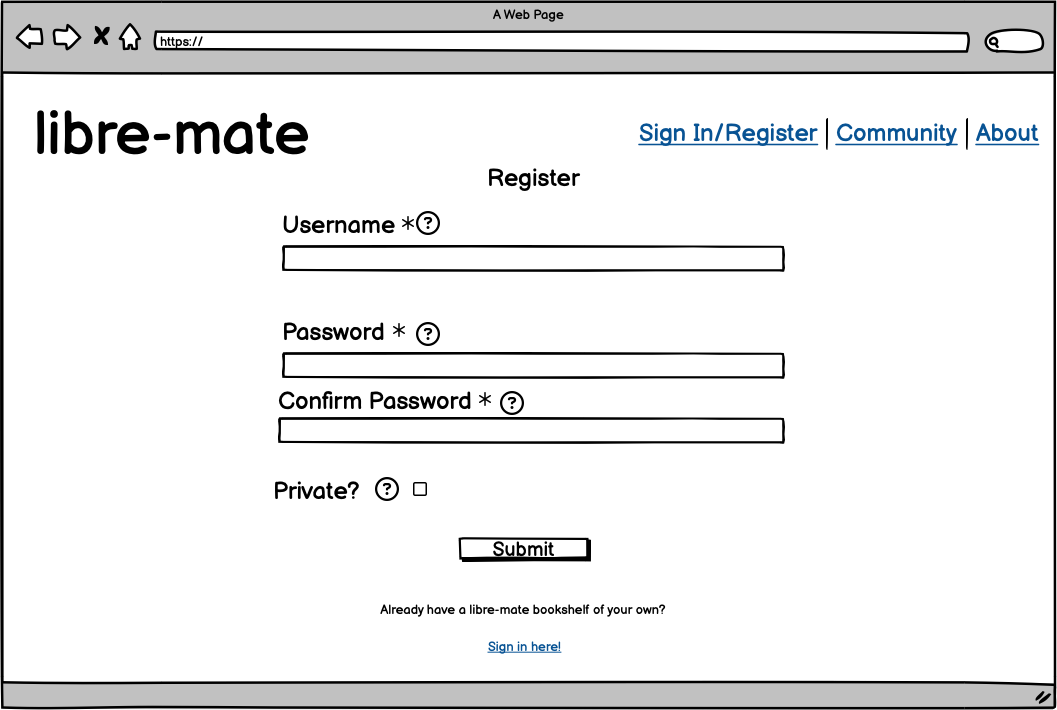 A Web Page
https://
libre-mate
Sign In/Register | Community | About
Register
Username *?
Password * ?
Confirm Password * ?
Private? ?
Submit
Already have a libre-mate bookshelf of your own?
Sign in here!